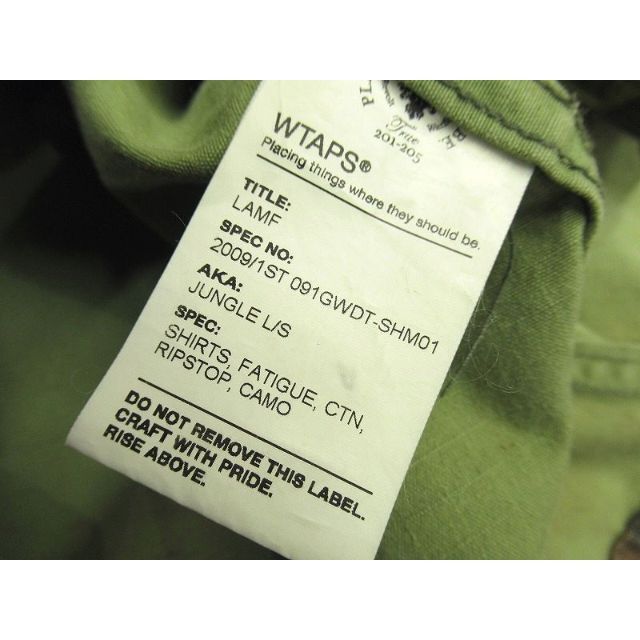 True
201-205
WTAPS®
Placing things where they should be.
TITLE:
LAMF
SPEC NO:
2009/1ST 091GWDT-SHM01
AKA:
JUNGLE L/S
SPEC:
SHIRTS, FATIGUE, CTN,
RIPSTOP, CAMO
DO NOT REMOVE THIS LABEL.
CRAFT WITH PRIDE.
RISE ABOVE.